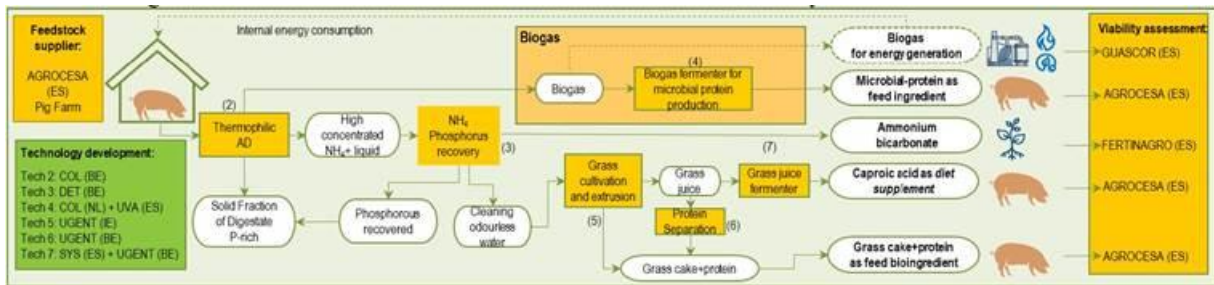 Feedstock
supplier:
AGROCESA
(ES)
Pig Farm
Internal energy consumption
Technology development:
Tech 2: COL (BE)
Tech 3: DET (BE)
Tech 4: COL (NL) + UVA (ES)
Tech 5: UGENT (IE)
Tech 6: UGENT (BE)
Tech 7: SYS (ES) + UGENT (BE)
(2)
Thermophilic
AD
High
concentrated
NH₄+ liquid
NH₄
Phosphorus
recovery
(3)
Solid Fraction
of Digestate
P-rich
Phosphorous
recovered
Cleaning
odourless
water
Biogas
Biogas
(4)
Biogas fermenter for
microbial protein
production
Grass
cultivation
and extrusion
(5)
Grass
juice
Protein
Separation
(6)
(7)
Grass juice
fermenter
Grass cake+protein
Biogas
for energy generation
Microbial-protein as
feed ingredient
Ammonium
bicarbonate
Caproic acid as diet
supplement
Grass cake+protein
as feed bioingredient
Viability assessment:
GUASCOR (ES)
AGROCESA (ES)
FERTINAGRO (ES)
AGROCESA (ES)
AGROCESA (ES)